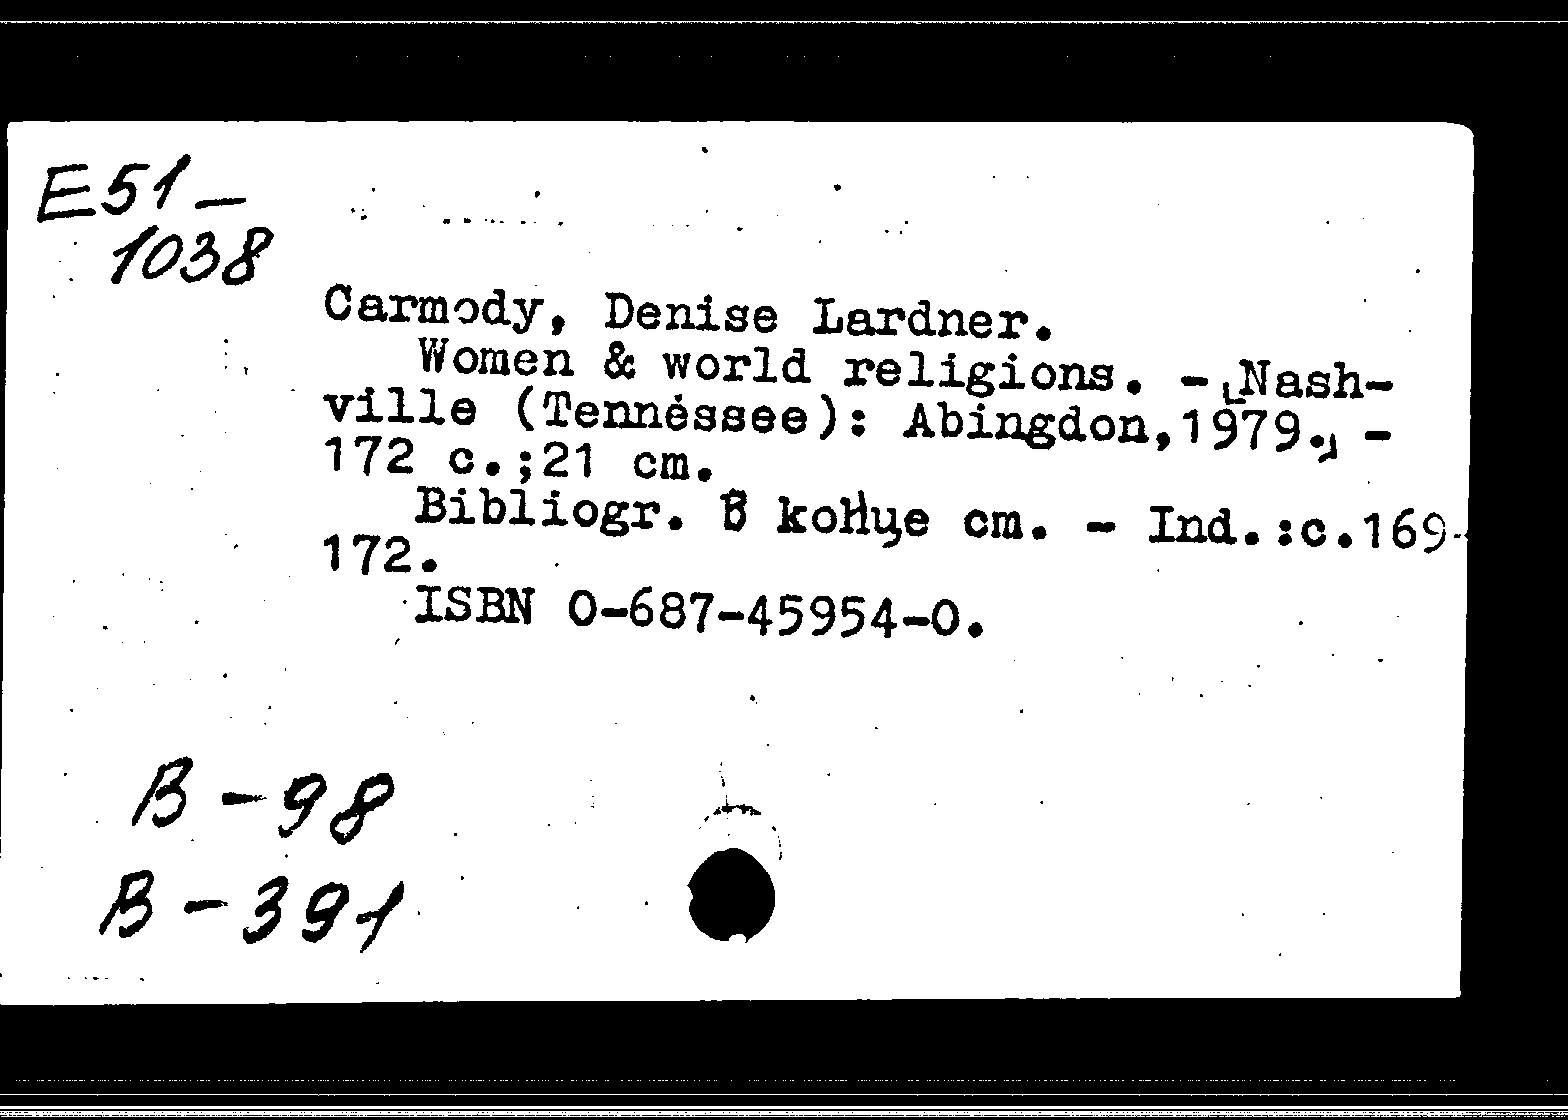 E51-
1038
Carmody, Denise Lardner.
Women & world religions. - [Nash-
ville (Tennessee): Abingdon,1979.] -
172 c.;21 cm.
Bibliogr. В конце cm. - Ind.:c.169-
172.
ISBN 0-687-45954-0.
B-98
B-391